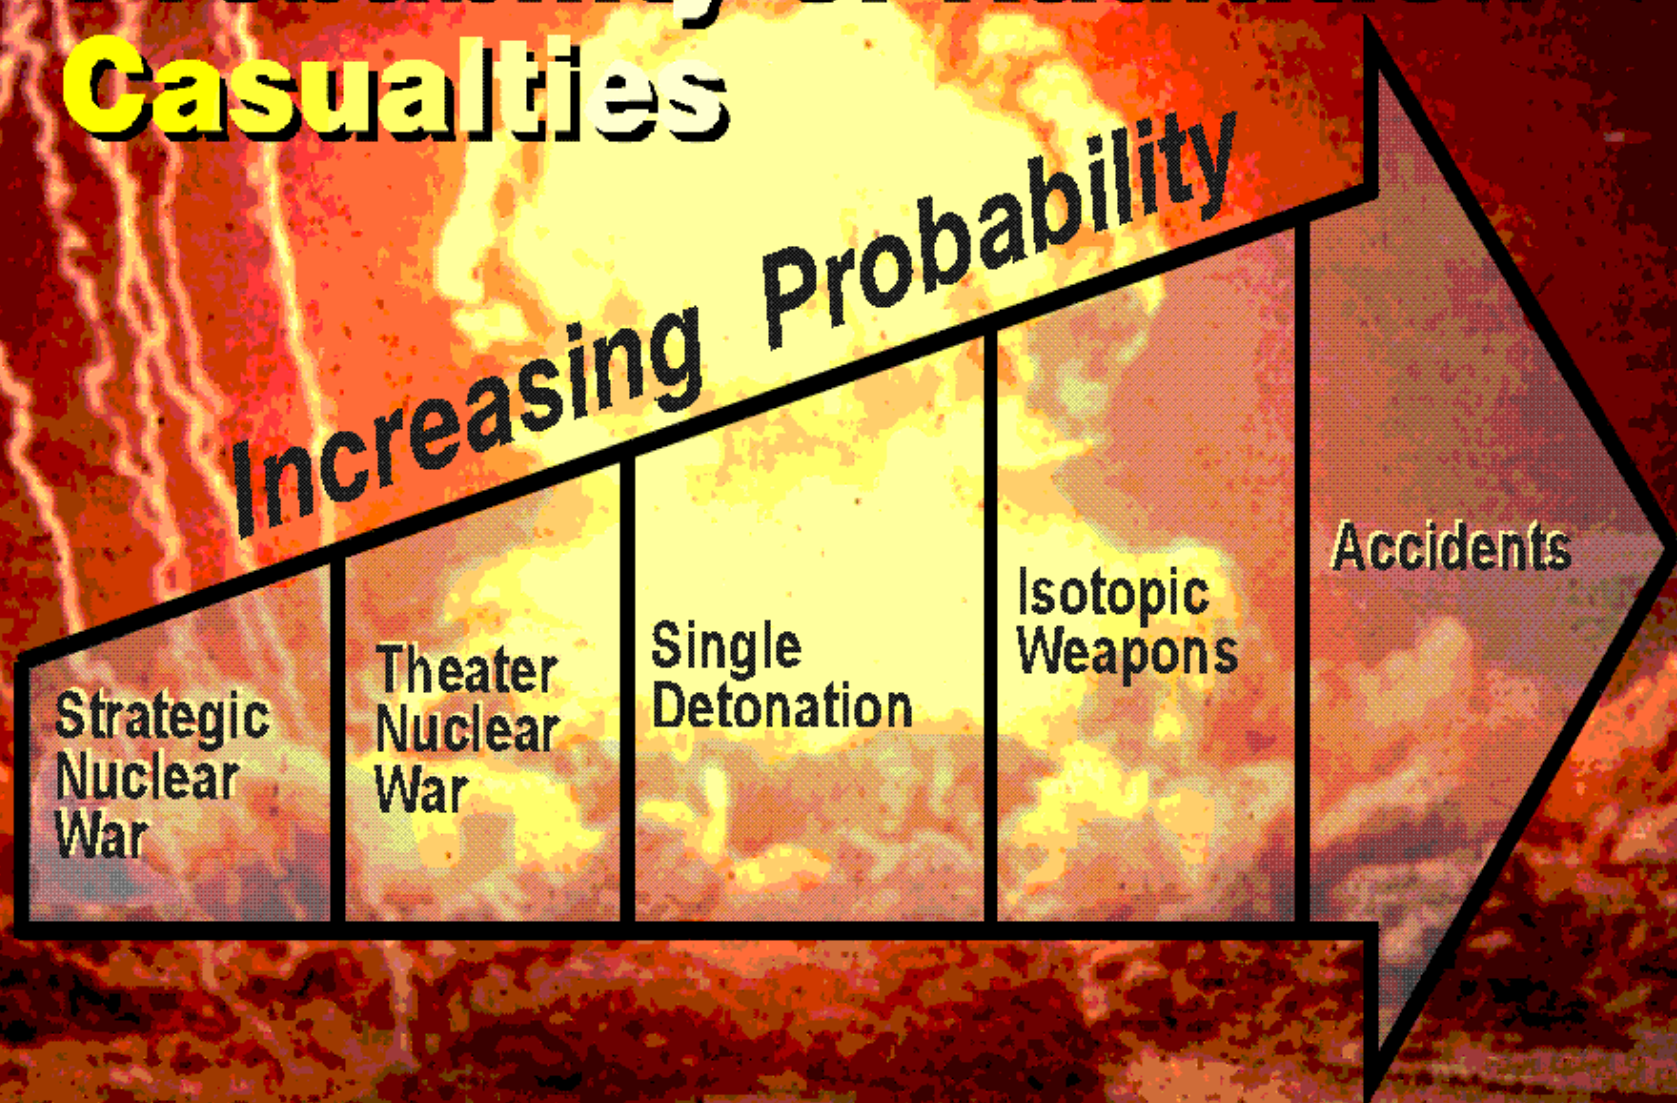 Casualties
Increasing Probability
Strategic
Nuclear
War
Theater
Nuclear
War
Single
Detonation
Isotopic
Weapons
Accidents